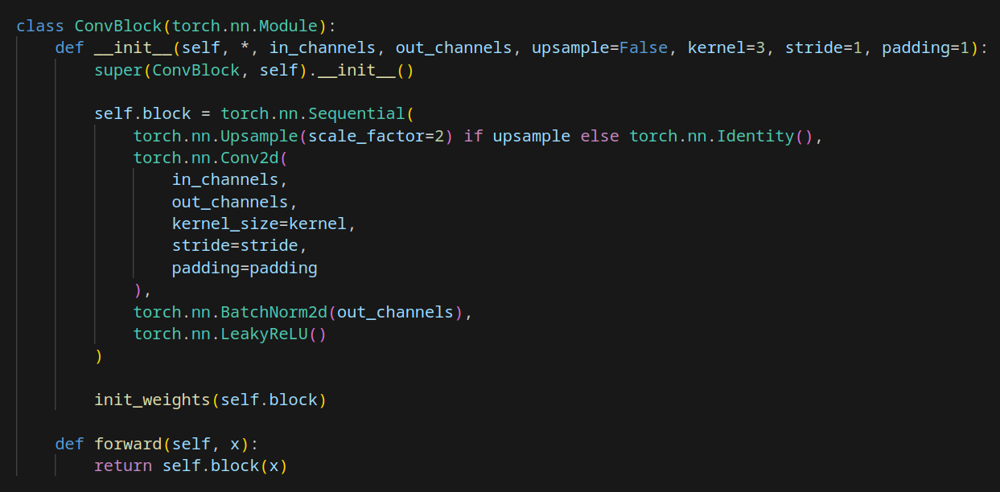 class ConvBlock(torch.nn.Module):
    def __init__(self, *, in_channels, out_channels, upsample=False, kernel=3, stride=1, padding=1):
        super(ConvBlock, self).__init__()

        self.block = torch.nn.Sequential(
            torch.nn.Upsample(scale_factor=2) if upsample else torch.nn.Identity(),
            torch.nn.Conv2d(
                in_channels,
                out_channels,
                kernel_size=kernel,
                stride=stride,
                padding=padding
            ),
            torch.nn.BatchNorm2d(out_channels),
            torch.nn.LeakyReLU()
        )

        init_weights(self.block)

    def forward(self, x):
        return self.block(x)